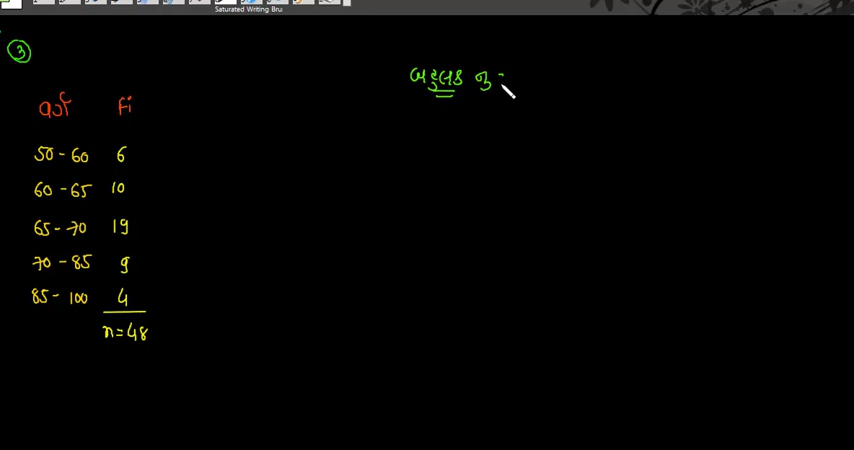 Saturated Writing Bru
③
બહુલક જૂ -
વર્ગ Fi
50 - 60 6
60 - 65 10
65 - 70 19
70 - 85 9
85 - 100 4
n = 48